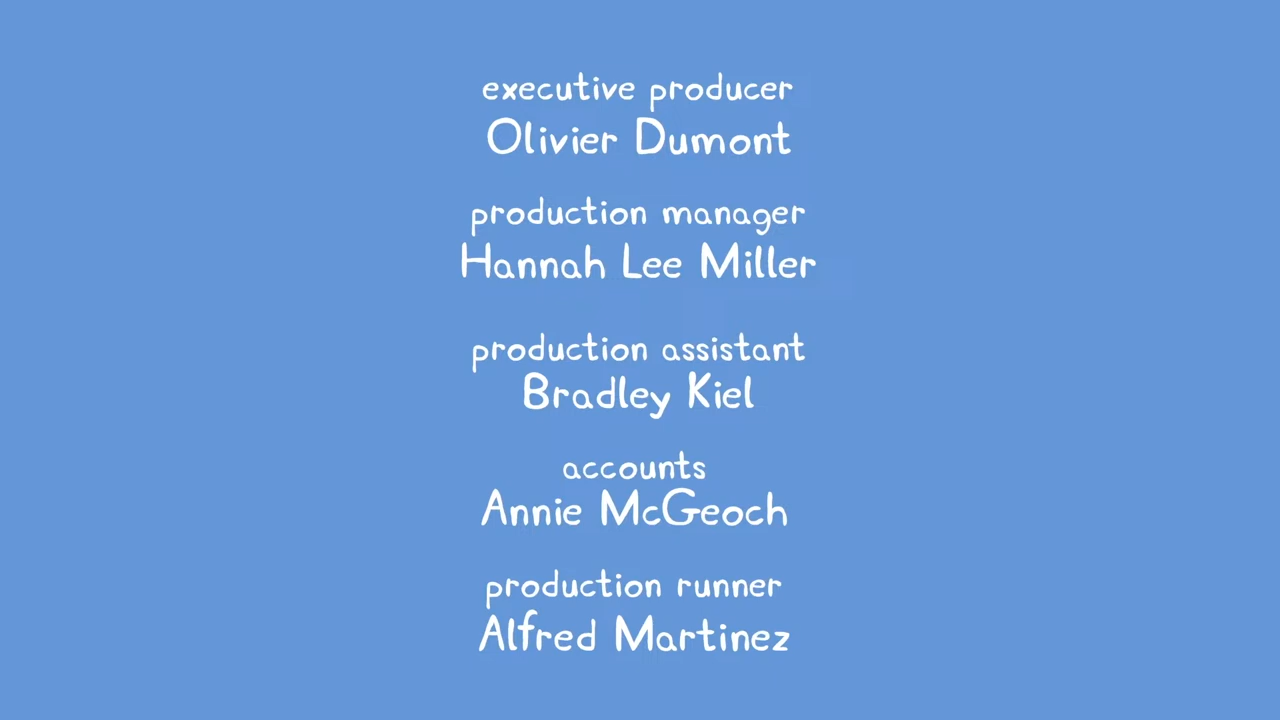 executive producer
Olivier Dumont
production manager
Hannah Lee Miller
production assistant
Bradley Kiel
accounts
Annie McGeoch
production runner
Alfred Martinez